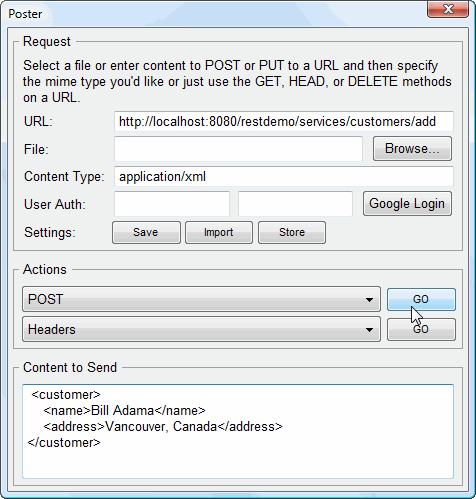 Poster
Request
Select a file or enter content to POST or PUT to a URL and then specify
the mime type you'd like or just use the GET, HEAD, or DELETE methods
on a URL.
URL: http://localhost:8080/restdemo/services/customers/add
File: Browse...
Content Type: application/xml
User Auth: Google Login
Settings: Save Import Store
Actions
POST GO
Headers GO
Content to Send
<customer>
<name>Bill Adama</name>
<address>Vancouver, Canada</address>
</customer>